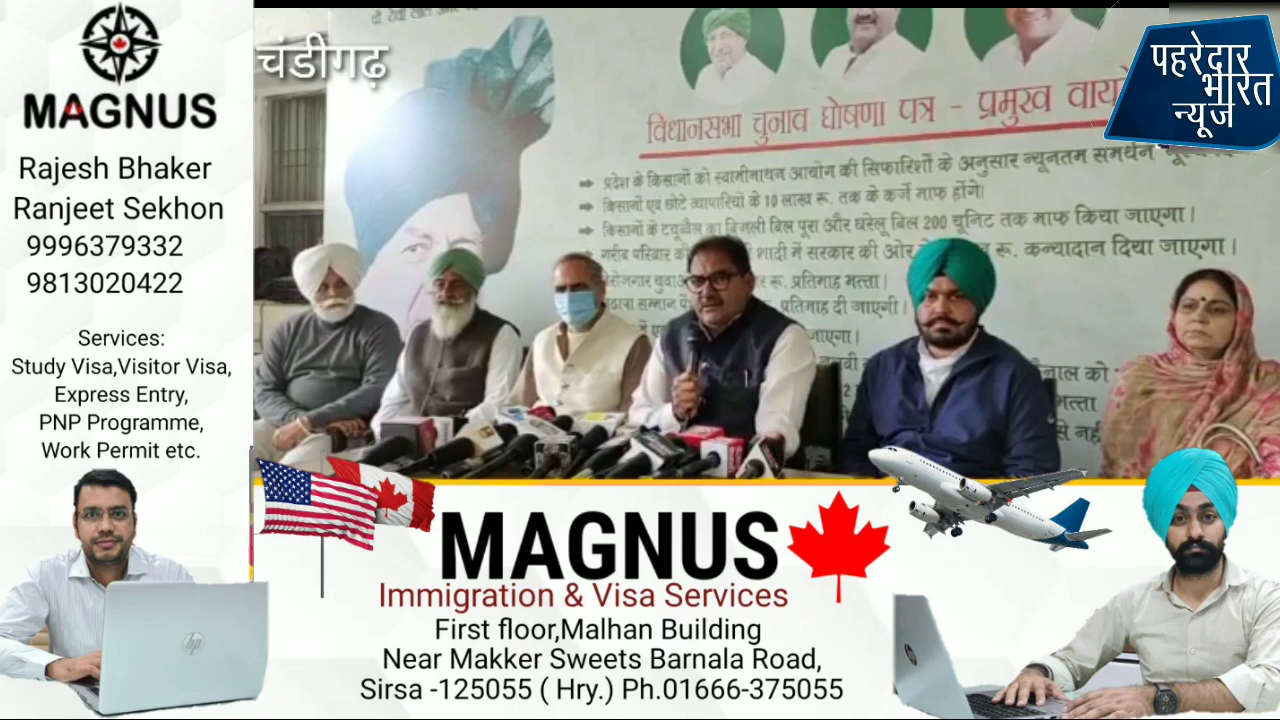 MAGNUS
Rajesh Bhaker
Ranjeet Sekhon
9996379332
9813020422
Services:
Study Visa,Visitor Visa,
Express Entry,
PNP Programme,
Work Permit etc.
चंडीगढ़
पहरेदार
भारत
न्यूज
विधानसभा चुनाव घोषणा पत्र - प्रमुख
प्रदेश के किसानों को स्वामीनाथन आयोग की सिफारिशों के अनुसार न्यूनतम समर्थन
किसानों एवं छोटे व्यापारियों के 10 लाख रू. तक के कर्जे माफ होंगे।
किसानों के टयूब्वैल का बिजली बिल पूरा और घरेलू बिल 200 यूनिट तक माफ किया जाएगा।
गरीब परिवार शादी में सरकार की ओर रू. कन्यादान दिया जाएगा।
रू. प्रतिमाह भत्ता।
सम्मान प्रतिमाह दी जाएगी।
जाएगा।
को
भत्ता
से नहीं
MAGNUS
Immigration & Visa Services
First floor,Malhan Building
Near Makker Sweets Barnala Road,
Sirsa -125055 ( Hry.) Ph.01666-375055
hp